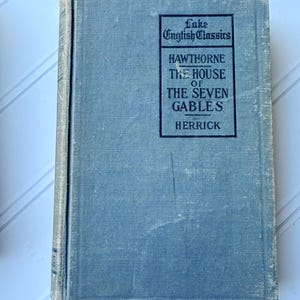 Lake
English Classics
HAWTHORNE
THE HOUSE
OF
THE SEVEN
GABLES
HERRICK